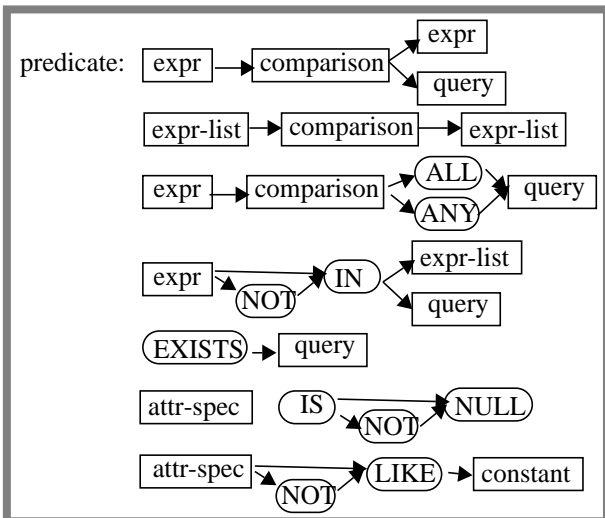 expr
predicate: expr comparison
query
expr-list comparison expr-list
ALL
expr comparison query
ANY
expr-list
expr IN
NOT query
EXISTS query
attr-spec IS NULL
NOT
attr-spec LIKE constant
NOT